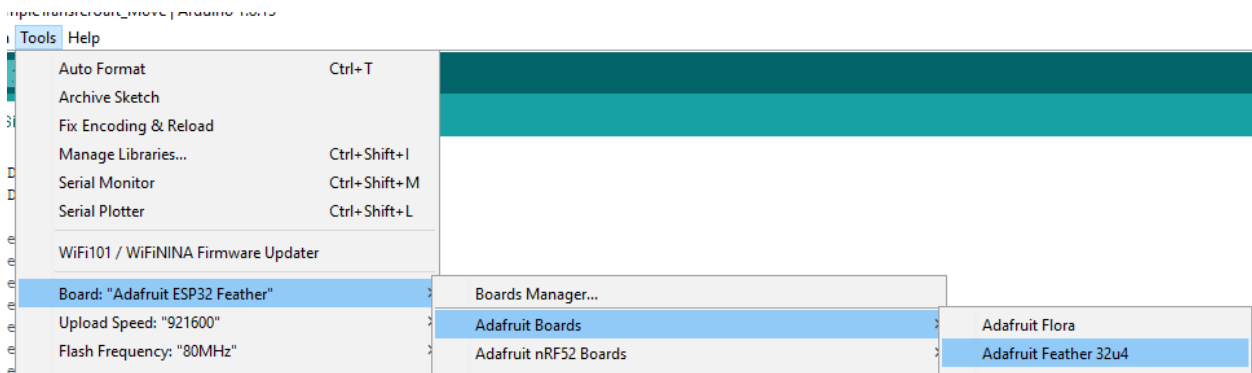 Tools Help
Auto Format Ctrl+T
Archive Sketch
Fix Encoding & Reload
Manage Libraries... Ctrl+Shift+I
Serial Monitor Ctrl+Shift+M
Serial Plotter Ctrl+Shift+L
WiFi101 / WiFiNINA Firmware Updater
Board: "Adafruit ESP32 Feather"
Boards Manager...
Upload Speed: "921600"
Adafruit Boards
Adafruit Flora
Flash Frequency: "80MHz"
Adafruit nRF52 Boards
Adafruit Feather 32u4